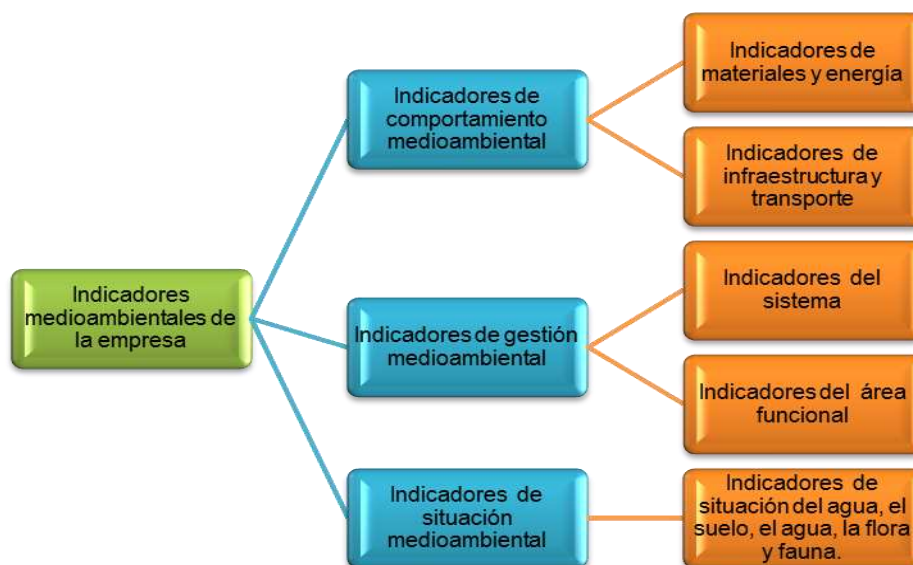 Indicadores
medioambientales de
la empresa
Indicadores de
comportamiento
medioambiental
Indicadores de
materiales y energía
Indicadores de
infraestructura y
transporte
Indicadores de gestión
medioambiental
Indicadores del
sistema
Indicadores del área
funcional
Indicadores de
situación
medioambiental
Indicadores de
situación del agua, el
suelo, el agua, la flora
y fauna.